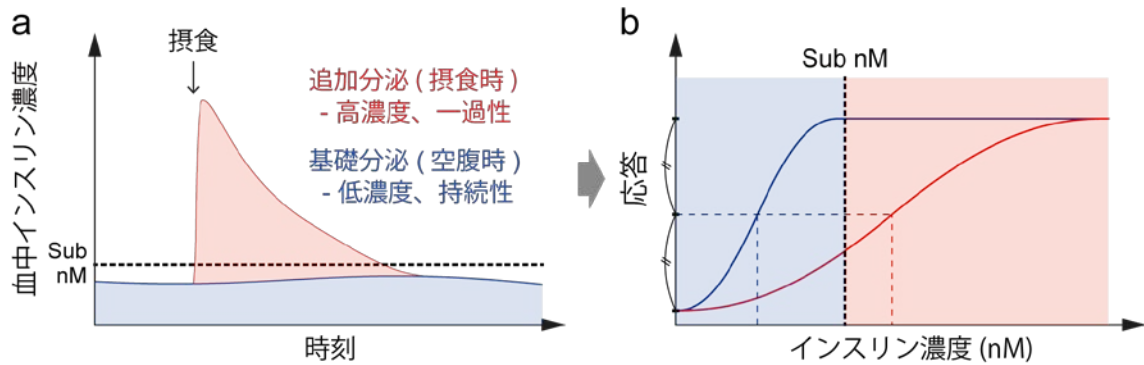 a
摂食
追加分泌 ( 摂食時 )
- 高濃度、一過性
基礎分泌 ( 空腹時 )
- 低濃度、持続性
血中インスリン濃度
Sub
nM
時刻
b
Sub nM
応答
インスリン濃度 (nM)